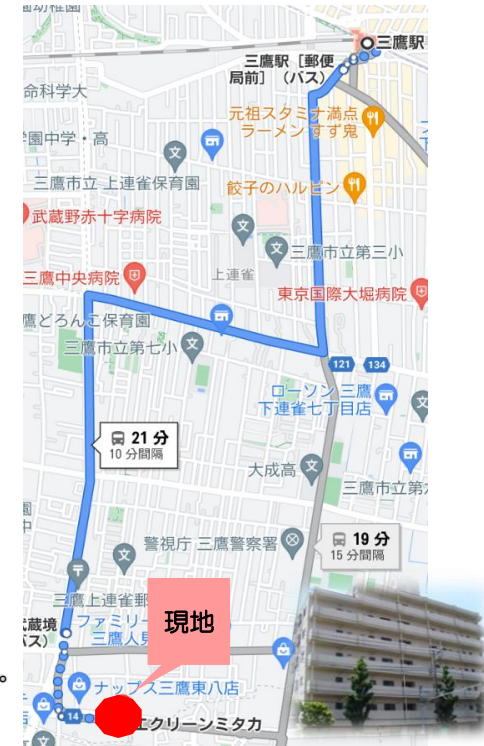 三鷹駅
三鷹駅［郵便
局前］（バス）
命科学大
元祖スタミナ満点
ラーメン すず鬼
学園中学・高
三鷹市立 上連雀保育園
餃子のハルピン
武蔵野赤十字病院
三鷹市立第三小
三鷹中央病院
上連雀
東京国際大堀病院
鷹どろんこ保育園
三鷹市立第七小
121
134
ローソン 三鷹
下連雀七丁目店
21 分
10 分間隔
大成高
三鷹市立第
警視庁 三鷹警察署
19 分
15 分間隔
三鷹上連雀郵
現地
武蔵境
バス）
ファミリー
三鷹人見
。
ナップス三鷹東八店
14
エクリーンミタカ